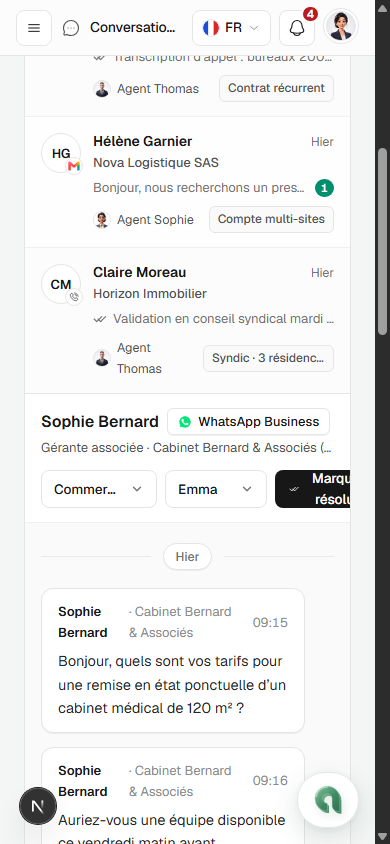 Conversatio...
FR
4
Transcription d'appel : bureaux 200...
Agent Thomas
Contrat récurrent
HG
Hélène Garnier
Hier
Nova Logistique SAS
Bonjour, nous recherchons un pres...
1
Agent Sophie
Compte multi-sites
CM
Claire Moreau
Hier
Horizon Immobilier
Validation en conseil syndical mardi ...
Agent
Thomas
Syndic · 3 résidenc...
Sophie Bernard
WhatsApp Business
Gérante associée · Cabinet Bernard & Associés (...
Commer...
Emma
Marqu
résolu
Hier
Sophie
Bernard
· Cabinet Bernard
& Associés
09:15
Bonjour, quels sont vos tarifs pour
une remise en état ponctuelle d'un
cabinet médical de 120 m² ?
Sophie
Bernard
· Cabinet Bernard
& Associés
09:16
Auriez-vous une équipe disponible
ce vendredi matin avant
N